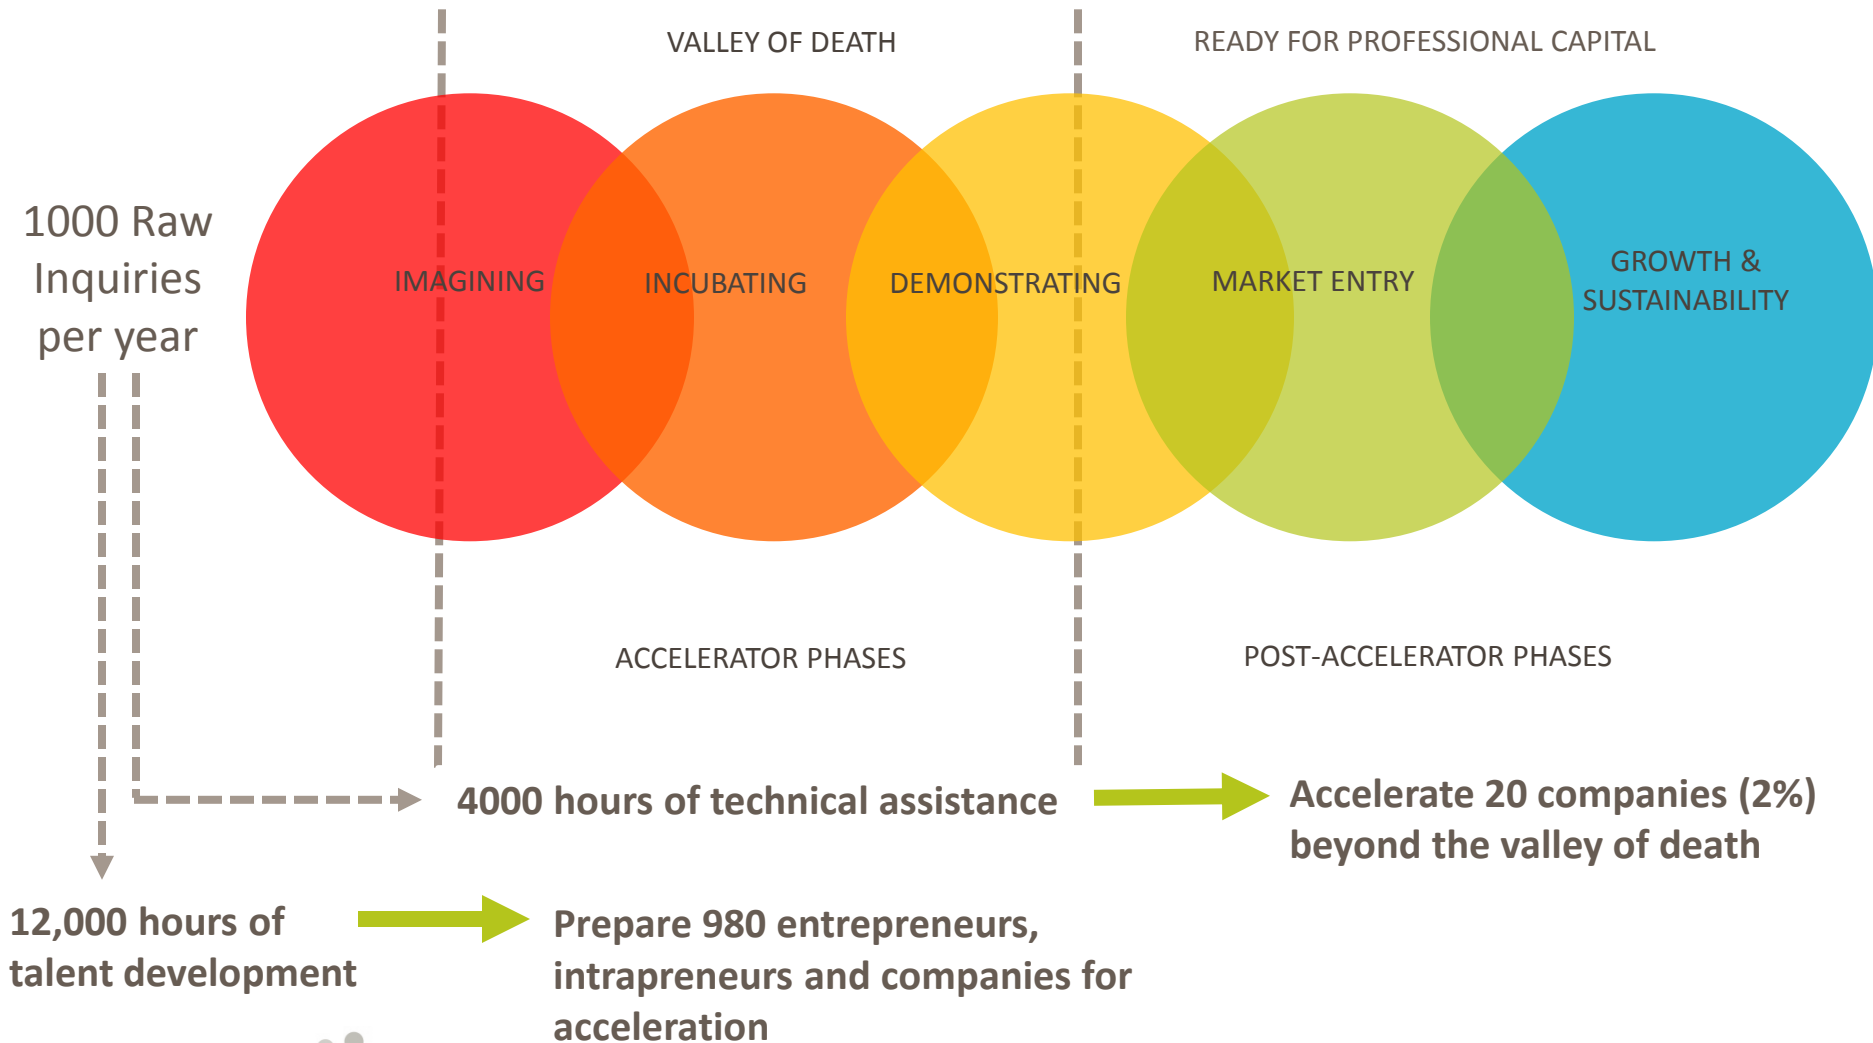 VALLEY OF DEATH
READY FOR PROFESSIONAL CAPITAL
1000 Raw
Inquiries
per year
IMAGINING
INCUBATING
DEMONSTRATING
MARKET ENTRY
GROWTH &
SUSTAINABILITY
ACCELERATOR PHASES
POST-ACCELERATOR PHASES
4000 hours of technical assistance
Accelerate 20 companies (2%)
beyond the valley of death
12,000 hours of
talent development
Prepare 980 entrepreneurs,
intrapreneurs and companies for
acceleration